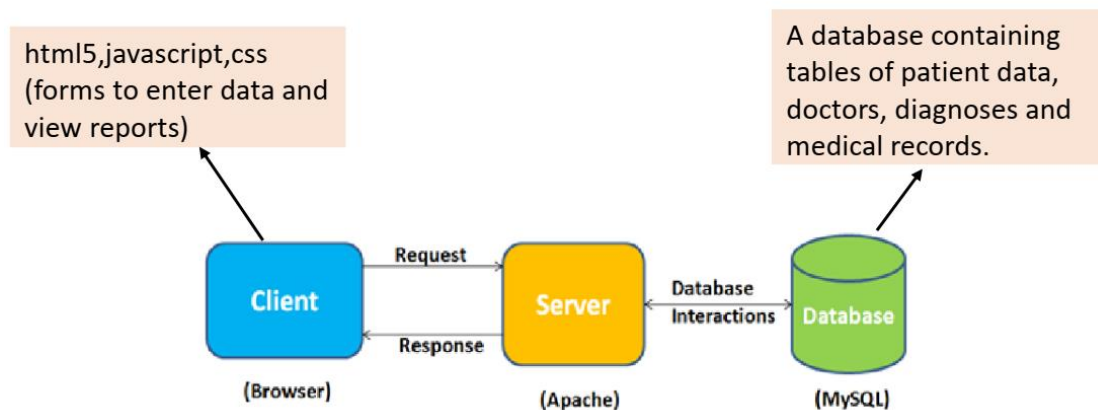 html5,javascript,css
(forms to enter data and
view reports)
A database containing
tables of patient data,
doctors, diagnoses and
medical records.
Client
Request
Response
Server
Database
Interactions
Database
(Browser)
(Apache)
(MySQL)